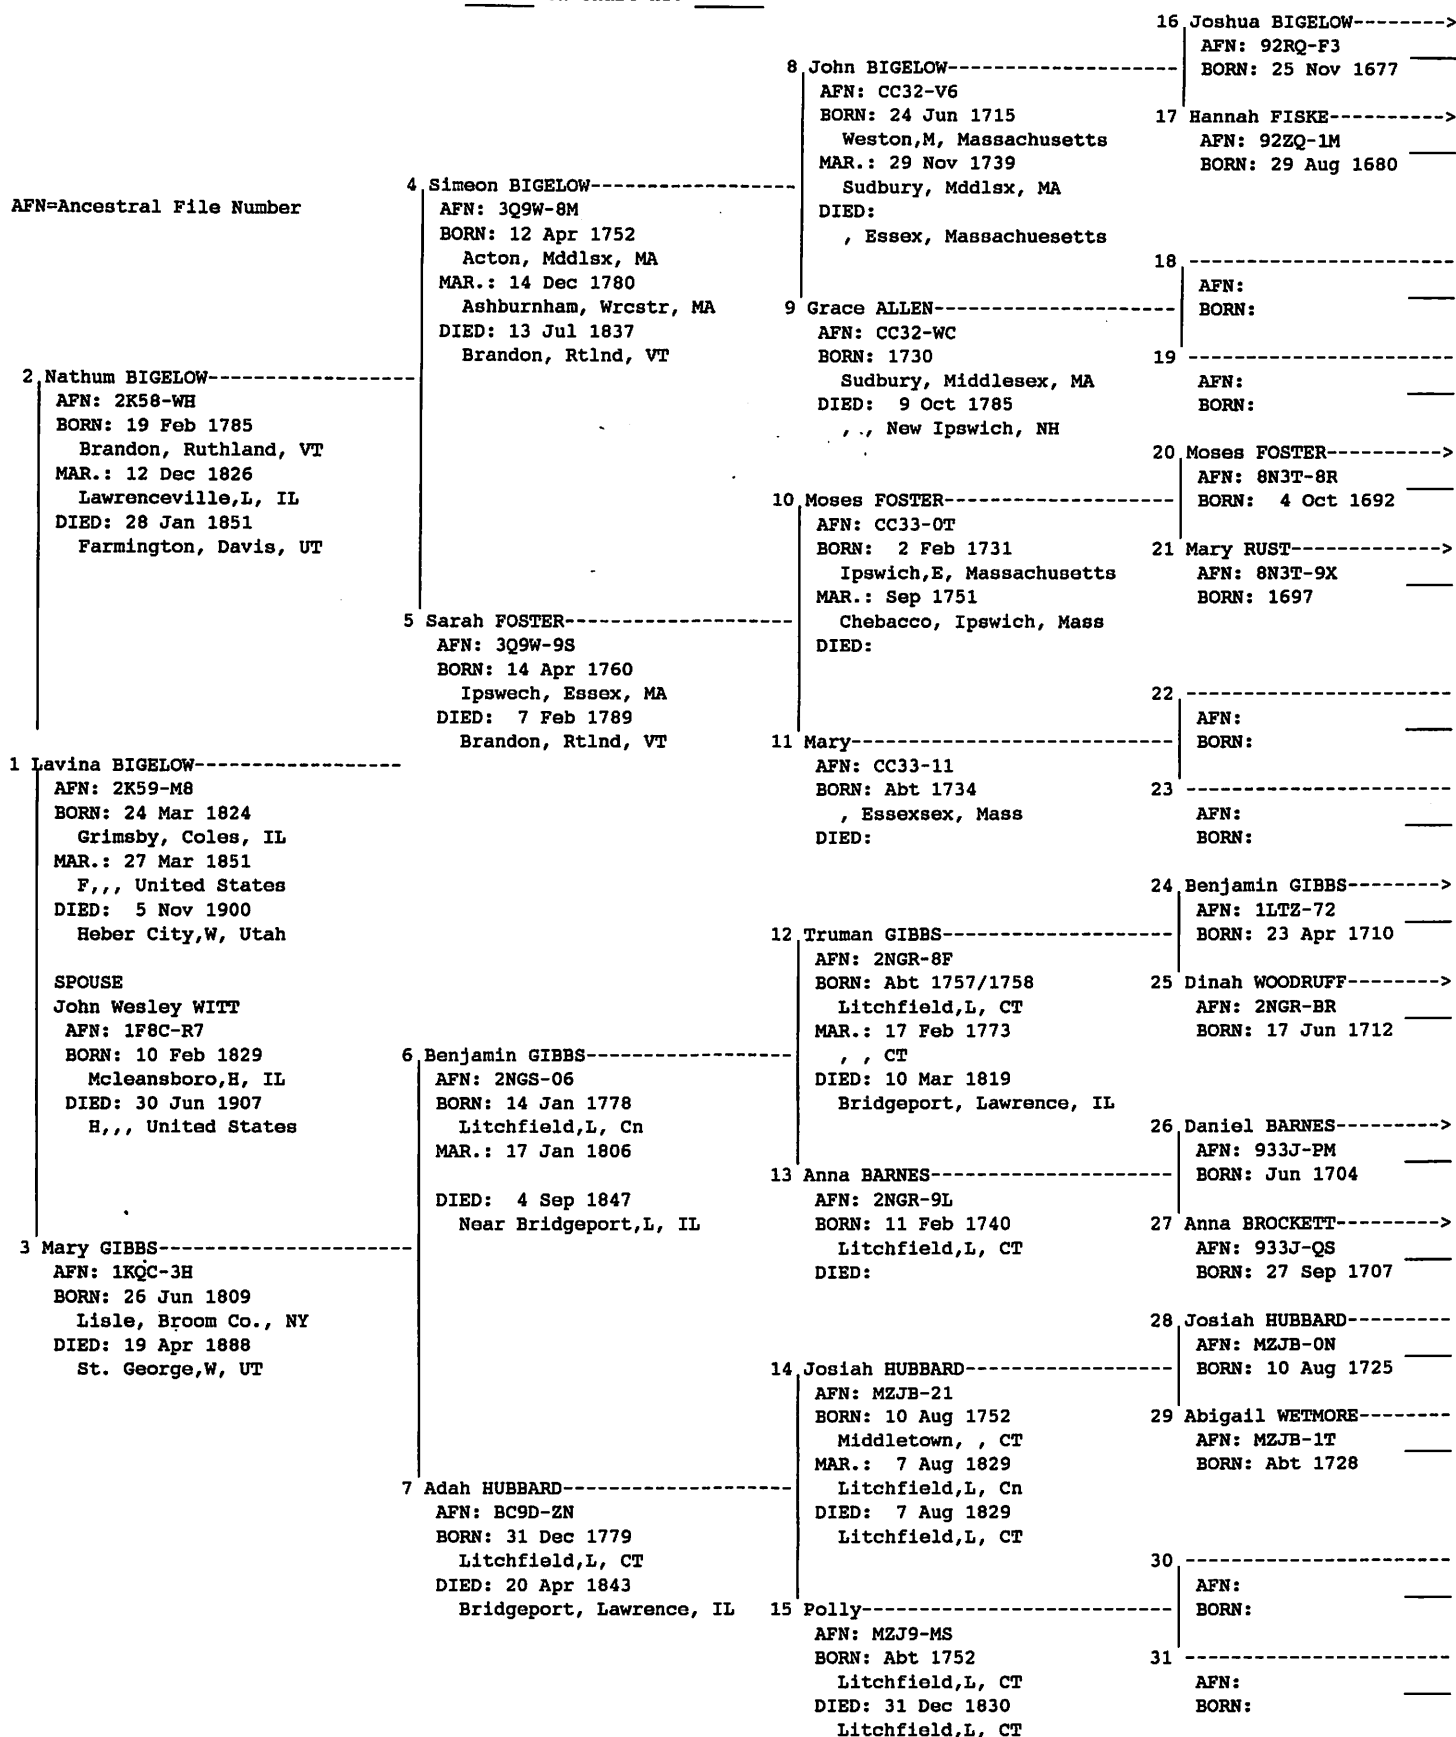 AFN=Ancestral File Number
16 Joshua BIGELOW-------->
AFN: 92RQ-F3
BORN: 25 Nov 1677
8 John BIGELOW-------------------
AFN: CC32-V6
BORN: 24 Jun 1715
Weston,M, Massachusetts
MAR.: 29 Nov 1739
Sudbury, Mddlsx, MA
DIED:
, Essex, Massachuesetts
17 Hannah FISKE---------->
AFN: 92ZQ-1M
BORN: 29 Aug 1680
4 Simeon BIGELOW----------------
AFN: 3Q9W-8M
BORN: 12 Apr 1752
Acton, Mddlsx, MA
MAR.: 14 Dec 1780
Ashburnham, Wrcstr, MA
DIED: 13 Jul 1837
Brandon, Rtlnd, VT
18 -----------------------
AFN:
BORN:
9 Grace ALLEN--------------------
AFN: CC32-WC
BORN: 1730
Sudbury, Middlesex, MA
DIED: 9 Oct 1785
, ., New Ipswich, NH
19 -----------------------
AFN:
BORN:
2 Nathum BIGELOW----------------
AFN: 2K58-WH
BORN: 19 Feb 1785
Brandon, Ruthland, VT
MAR.: 12 Dec 1826
Lawrenceville,L, IL
DIED: 28 Jan 1851
Farmington, Davis, UT
20 Moses FOSTER---------->
AFN: 8N3T-8R
BORN: 4 Oct 1692
10 Moses FOSTER-------------------
AFN: CC33-0T
BORN: 2 Feb 1731
Ipswich,E, Massachusetts
MAR.: Sep 1751
Chebacco, Ipswich, Mass
DIED:
21 Mary RUST------------->
AFN: 8N3T-9X
BORN: 1697
5 Sarah FOSTER------------------
AFN: 3Q9W-9S
BORN: 14 Apr 1760
Ipswech, Essex, MA
DIED: 7 Feb 1789
Brandon, Rtlnd, VT
22 -----------------------
AFN:
BORN:
11 Mary---------------------------
AFN: CC33-11
BORN: Abt 1734
, Essexsex, Mass
DIED:
23 -----------------------
AFN:
BORN:
1 Lavina BIGELOW----------------
AFN: 2K59-M8
BORN: 24 Mar 1824
Grimsby, Coles, IL
MAR.: 27 Mar 1851
F,,, United States
DIED: 5 Nov 1900
Heber City,W, Utah
SPOUSE
John Wesley WITT
AFN: 1F8C-R7
BORN: 10 Feb 1829
Mcleansboro,H, IL
DIED: 30 Jun 1907
H,,, United States
24 Benjamin GIBBS-------->
AFN: 1LTZ-72
BORN: 23 Apr 1710
12 Truman GIBBS-------------------
AFN: 2NGR-8F
BORN: Abt 1757/1758
Litchfield,L, CT
MAR.: 17 Feb 1773
, , CT
DIED: 10 Mar 1819
Bridgeport, Lawrence, IL
25 Dinah WOODRUFF-------->
AFN: 2NGR-BR
BORN: 17 Jun 1712
6 Benjamin GIBBS----------------
AFN: 2NGS-06
BORN: 14 Jan 1778
Litchfield,L, Cn
MAR.: 17 Jan 1806
DIED: 4 Sep 1847
Near Bridgeport,L, IL
26 Daniel BARNES--------->
AFN: 933J-PM
BORN: Jun 1704
13 Anna BARNES--------------------
AFN: 2NGR-9L
BORN: 11 Feb 1740
Litchfield,L, CT
DIED:
27 Anna BROCKETT--------->
AFN: 933J-QS
BORN: 27 Sep 1707
3 Mary GIBBS--------------------
AFN: 1KQC-3H
BORN: 26 Jun 1809
Lisle, Broom Co., NY
DIED: 19 Apr 1888
St. George,W, UT
28 Josiah HUBBARD---------
AFN: MZJB-0N
BORN: 10 Aug 1725
14 Josiah HUBBARD-----------------
AFN: MZJB-21
BORN: 10 Aug 1752
Middletown, , CT
MAR.: 7 Aug 1829
Litchfield,L, Cn
DIED: 7 Aug 1829
Litchfield,L, CT
29 Abigail WETMORE--------
AFN: MZJB-1T
BORN: Abt 1728
7 Adah HUBBARD------------------
AFN: BC9D-ZN
BORN: 31 Dec 1779
Litchfield,L, CT
DIED: 20 Apr 1843
Bridgeport, Lawrence, IL
30 -----------------------
AFN:
BORN:
15 Polly--------------------------
AFN: MZJ9-MS
BORN: Abt 1752
Litchfield,L, CT
DIED: 31 Dec 1830
Litchfield,L, CT
31 -----------------------
AFN:
BORN: